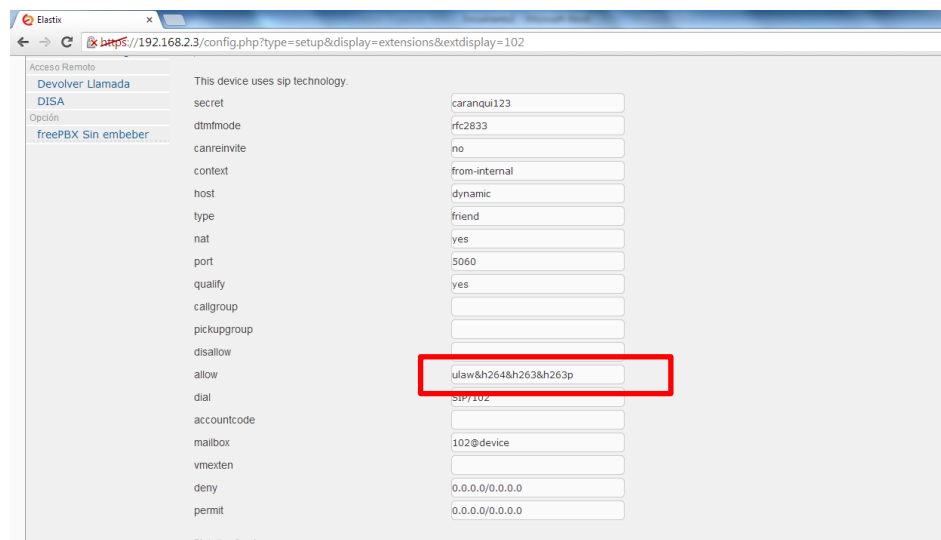 Elastix
https://192.168.2.3/config.php?type=setup&display=extensions&extdisplay=102
Acceso Remoto
Devolver Llamada
DISA
Opción
freePBX Sin embeber
This device uses sip technology.
secret caranqui123
dtmfmode rfc2833
canreinvite no
context from-internal
host dynamic
type friend
nat yes
port 5060
qualify yes
callgroup
pickupgroup
disallow
allow ulaw&h264&h263&h263p
dial SIP/102
accountcode
mailbox 102@device
vmexten
deny 0.0.0.0/0.0.0.0
permit 0.0.0.0/0.0.0.0